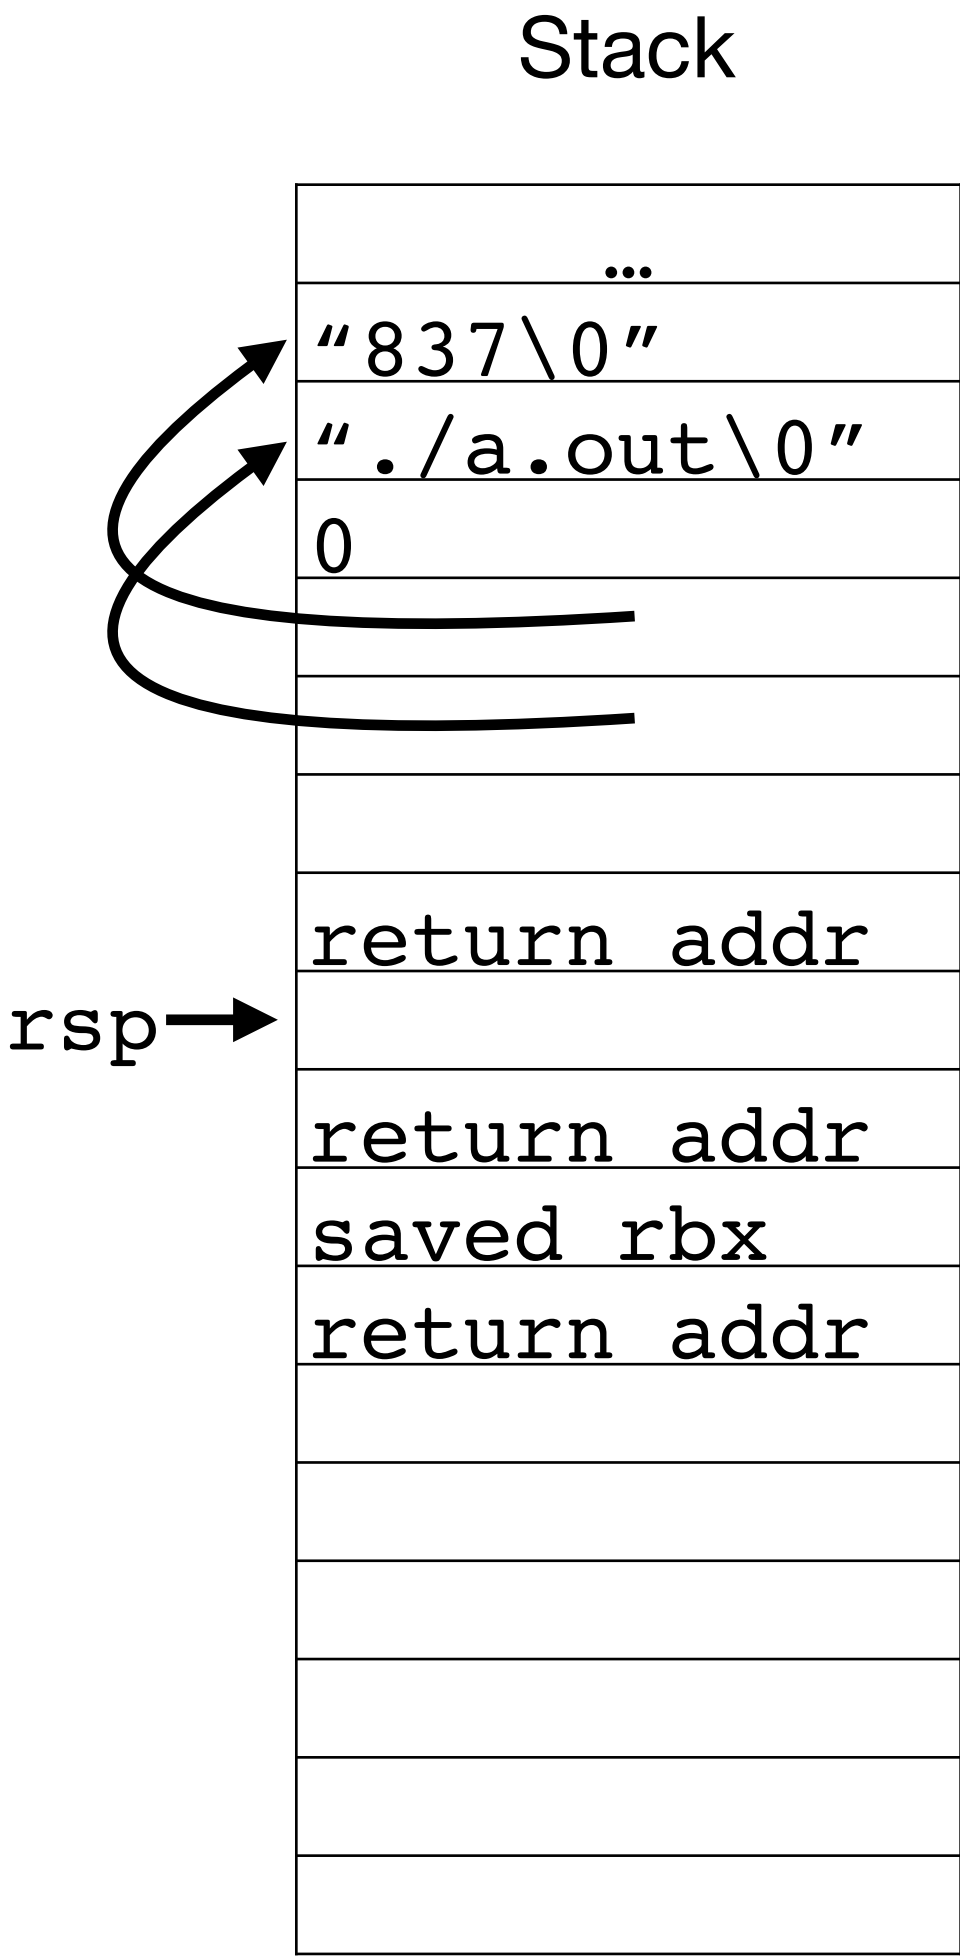 Stack
…
“837\0”
“./a.out\0”
0
return addr
rsp
return addr
saved rbx
return addr